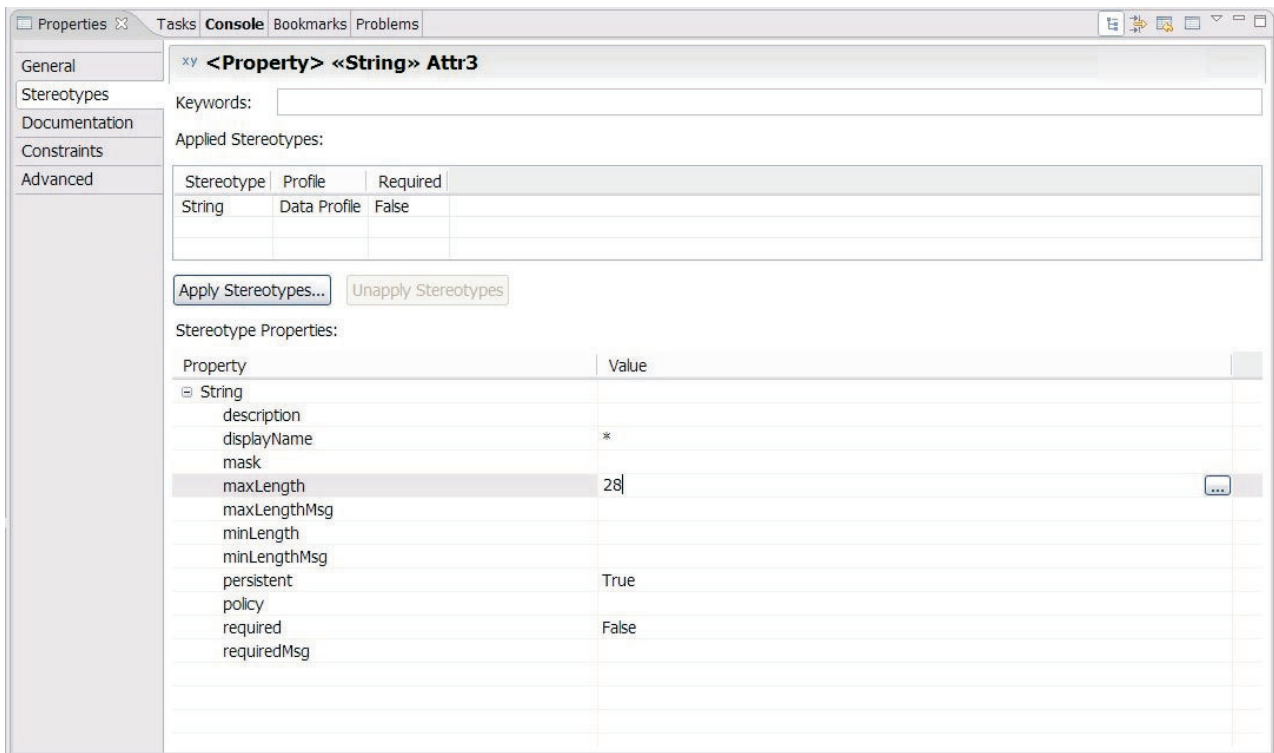 Properties Tasks Console Bookmarks Problems
General
Stereotypes
Documentation
Constraints
Advanced
xy <Property> «String» Attr3
Keywords:
Applied Stereotypes:
Stereotype Profile Required
String Data Profile False
Apply Stereotypes... Unapply Stereotypes
Stereotype Properties:
Property Value
String
description
displayName *
mask
maxLength 28 ...
maxLengthMsg
minLength
minLengthMsg
persistent True
policy
required False
requiredMsg